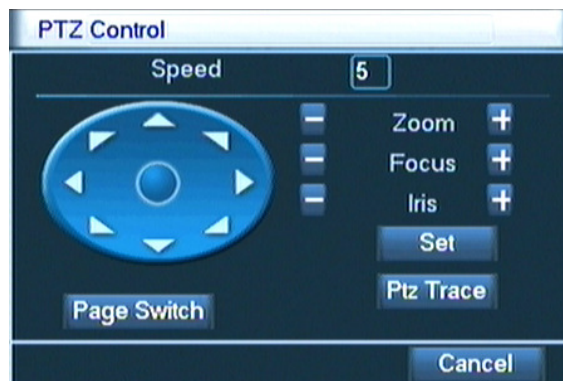 PTZ Control
Speed 5
- Zoom +
- Focus +
- Iris +
Set
Ptz Trace
Page Switch
Cancel